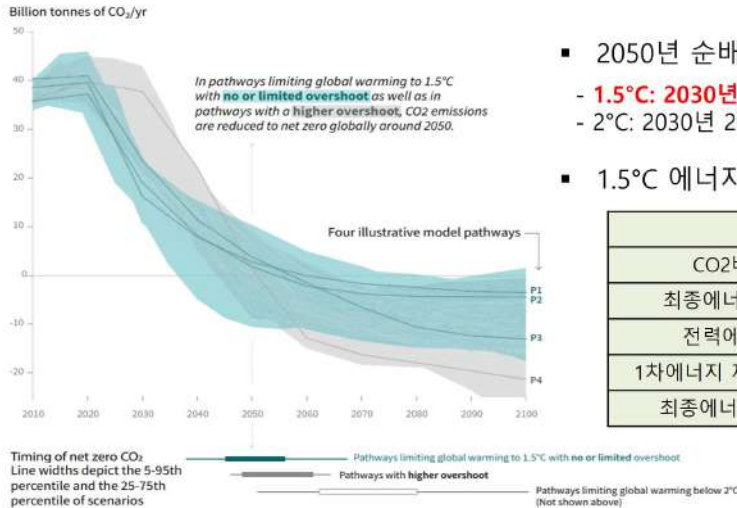 Billion tonnes of CO₂/yr
50
40
30
20
10
0
-10
-20
2010
2020
2030
2040
2050
2060
2070
2080
2090
2100
In pathways limiting global warming to 1.5°C
with no or limited overshoot as well as in
pathways with a higher overshoot, CO2 emissions
are reduced to net zero globally around 2050.
Four illustrative model pathways
P1
P2
P3
P4
Timing of net zero CO₂
Line widths depict the 5-95th
percentile and the 25-75th
percentile of scenarios
Pathways limiting global warming to 1.5°C with no or limited overshoot
Pathways with higher overshoot
Pathways limiting global warming below 2°C
(Not shown above)
▪ 2050년 순배
- 1.5°C: 2030년
- 2°C: 2030년 2
▪ 1.5°C 에너지
CO2배
최종에너
전력에
1차에너지
최종에너